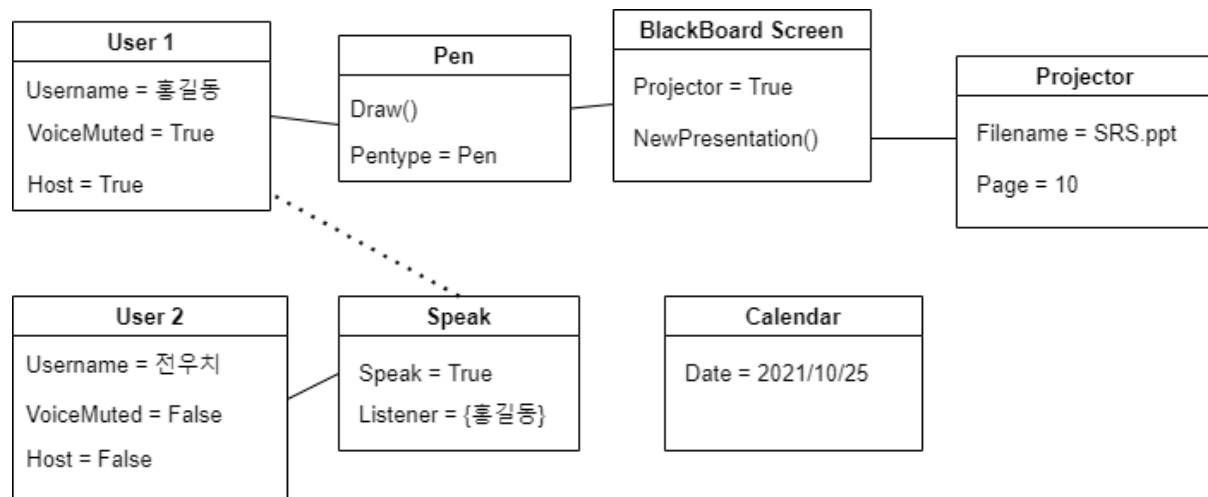 User 1
Username = 홍길동
VoiceMuted = True
Host = True
Pen
Draw()
Pentype = Pen
BlackBoard Screen
Projector = True
NewPresentation()
Projector
Filename = SRS.ppt
Page = 10
User 2
Username = 전우치
VoiceMuted = False
Host = False
Speak
Speak = True
Listener = {홍길동}
Calendar
Date = 2021/10/25